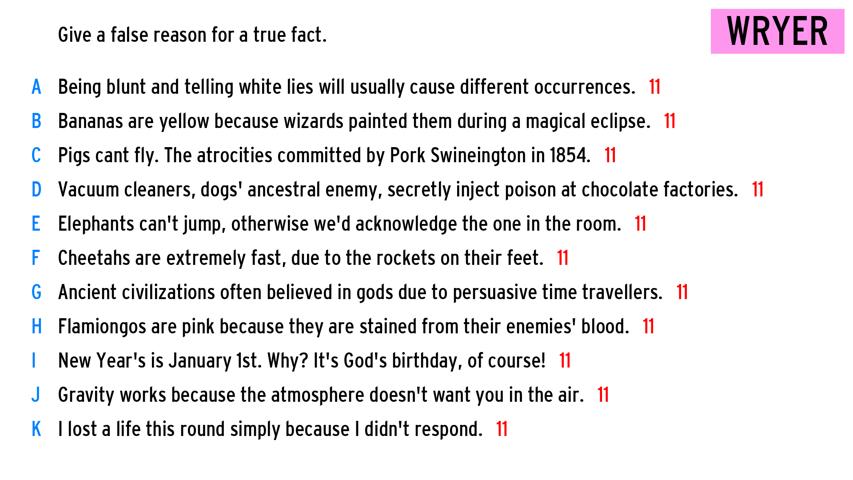 Give a false reason for a true fact.
WRYER
A Being blunt and telling white lies will usually cause different occurrences. 11
B Bananas are yellow because wizards painted them during a magical eclipse. 11
C Pigs cant fly. The atrocities committed by Pork Swineington in 1854. 11
D Vacuum cleaners, dogs' ancestral enemy, secretly inject poison at chocolate factories. 11
E Elephants can't jump, otherwise we'd acknowledge the one in the room. 11
F Cheetahs are extremely fast, due to the rockets on their feet. 11
G Ancient civilizations often believed in gods due to persuasive time travellers. 11
H Flamiongos are pink because they are stained from their enemies' blood. 11
I New Year's is January 1st. Why? It's God's birthday, of course! 11
J Gravity works because the atmosphere doesn't want you in the air. 11
K I lost a life this round simply because I didn't respond. 11